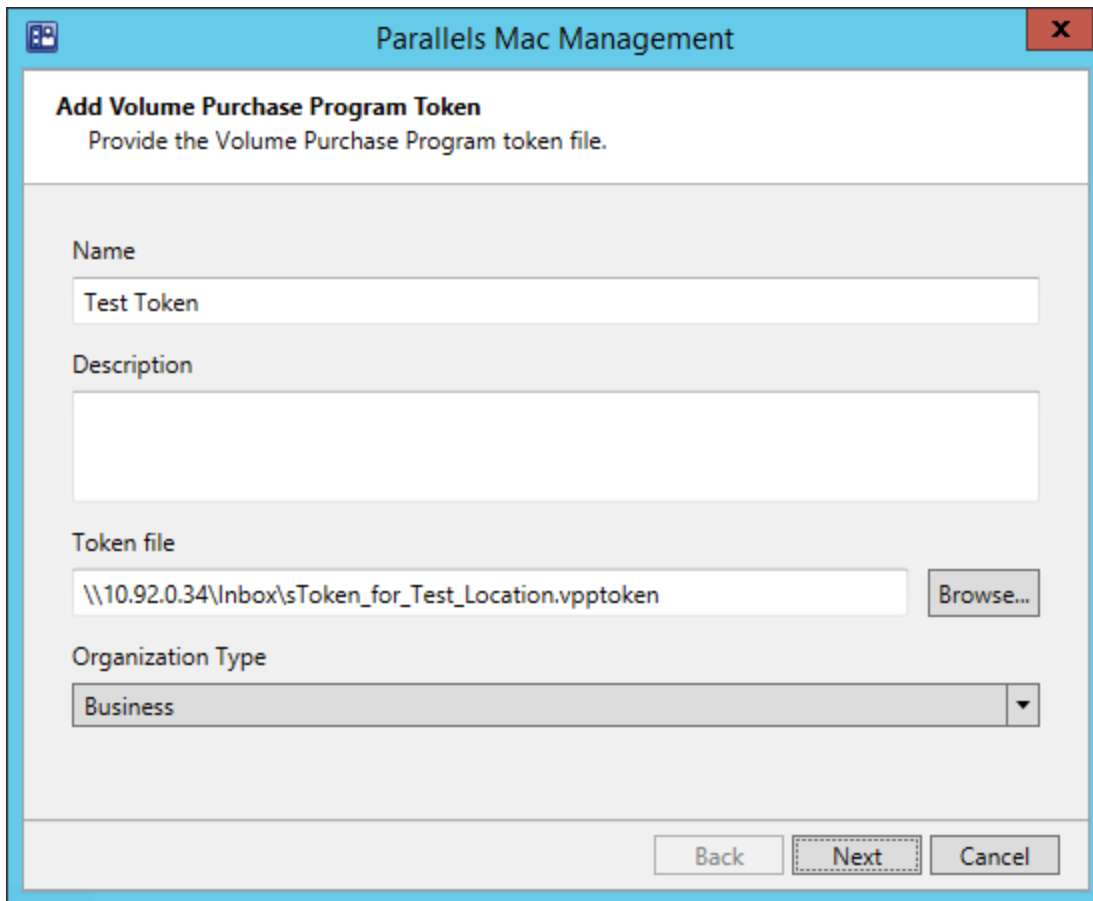 Parallels Mac Management
x
Add Volume Purchase Program Token
Provide the Volume Purchase Program token file.
Name
Test Token
Description
Token file
\\10.92.0.34\Inbox\sToken_for_Test_Location.vpptoken
Browse...
Organization Type
Business
Back Next Cancel